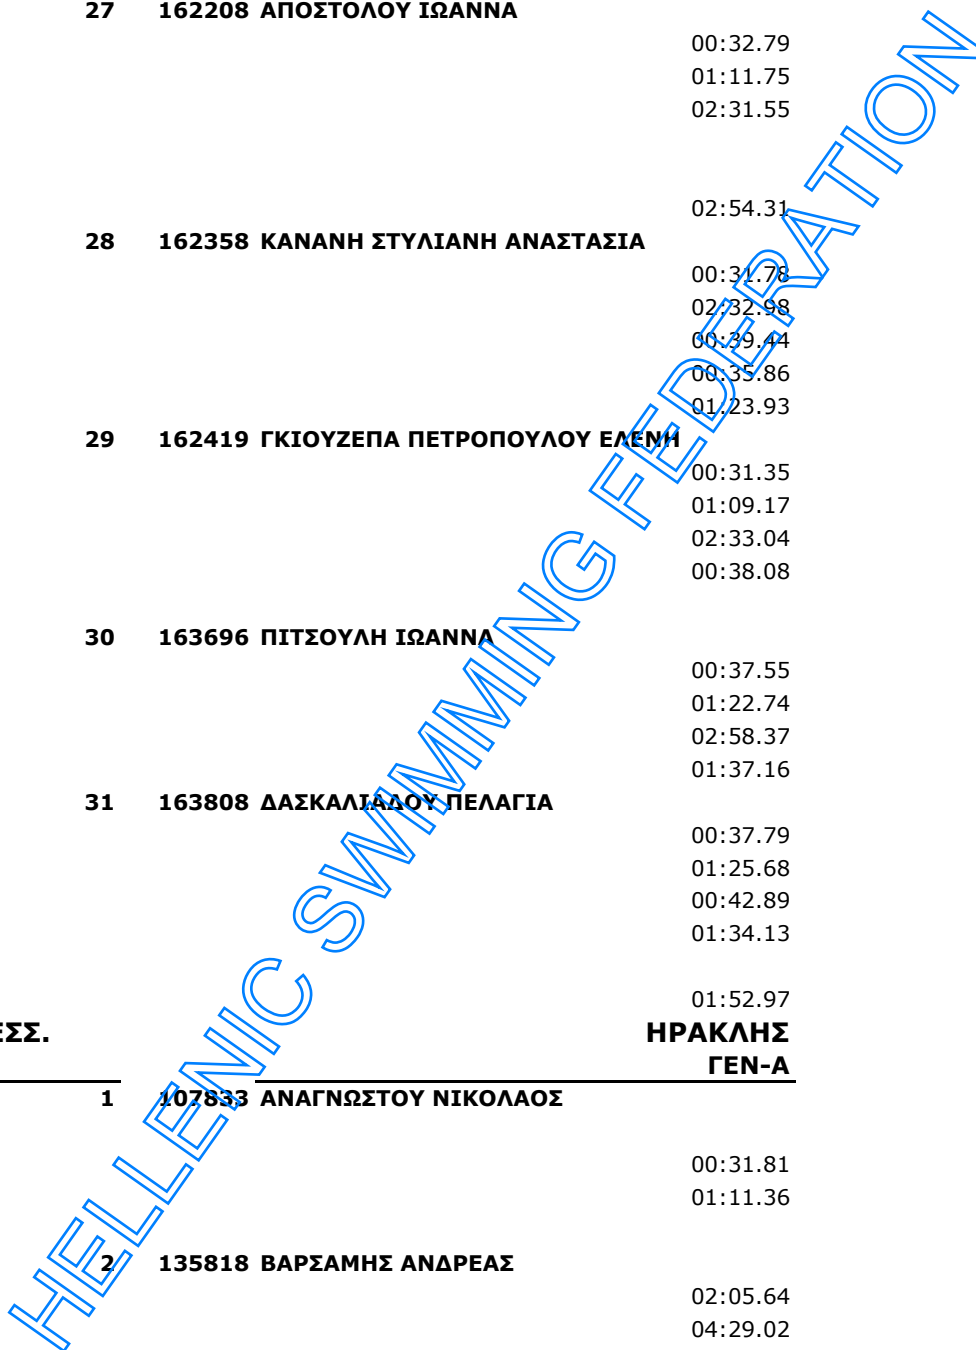 27 162208 ΑΠΟΣΤΟΛΟΥ ΙΩΑΝΝΑ
00:32.79
01:11.75
02:31.55
02:54.31
28 162358 ΚΑΝΑΝΗ ΣΤΥΛΙΑΝΗ ΑΝΑΣΤΑΣΙΑ
00:31.78
02:32.98
00:39.44
00:35.86
01:23.93
29 162419 ΓΚΙΟΥΖΕΠΑ ΠΕΤΡΟΠΟΥΛΟΥ ΕΛΕΝΗ
00:31.35
01:09.17
02:33.04
00:38.08
30 163696 ΠΙΤΣΟΥΛΗ ΙΩΑΝΝΑ
00:37.55
01:22.74
02:58.37
01:37.16
31 163808 ΔΑΣΚΑΛΙΑΔΟΥ ΠΕΛΑΓΙΑ
00:37.79
01:25.68
00:42.89
01:34.13
01:52.97
ΕΣΣ. ΗΡΑΚΛΗΣ
ΓΕΝ-Α
1 107833 ΑΝΑΓΝΩΣΤΟΥ ΝΙΚΟΛΑΟΣ
00:31.81
01:11.36
2 135818 ΒΑΡΣΑΜΗΣ ΑΝΔΡΕΑΣ
02:05.64
04:29.02
HELLENIC SWIMMING FEDERATION